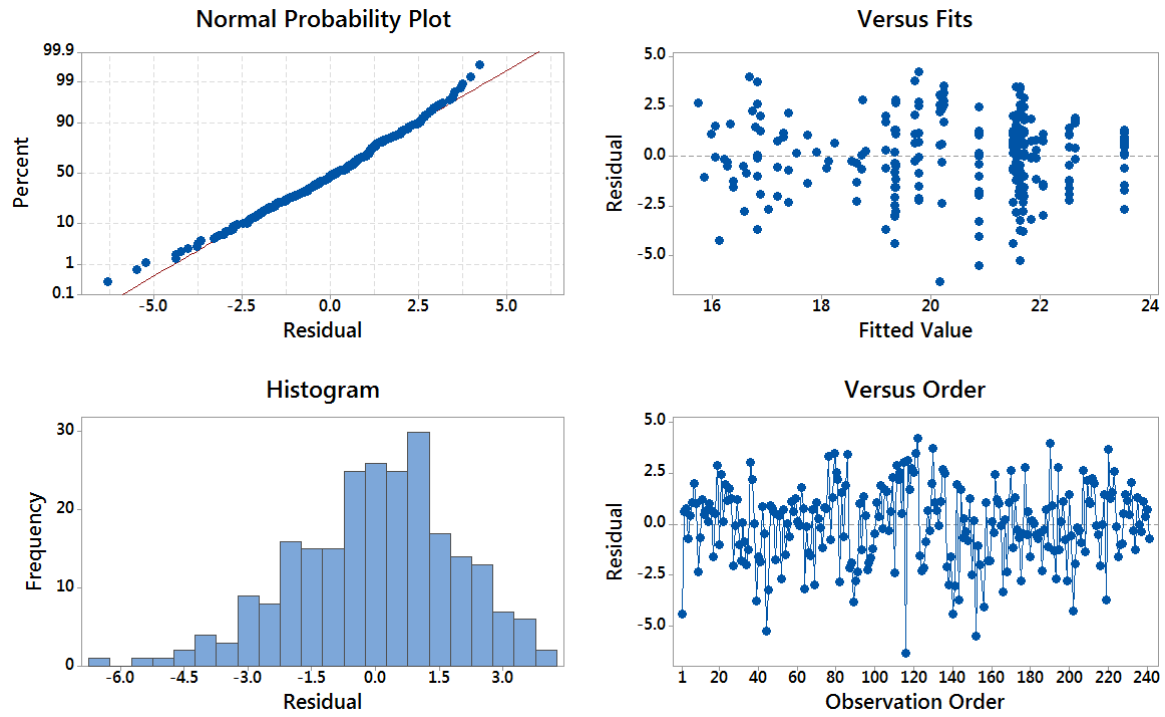 Normal Probability Plot
99.9
99
90
50
10
1
0.1
Percent
-5.0 -2.5 0.0 2.5 5.0
Residual
Versus Fits
5.0
2.5
0.0
-2.5
-5.0
Residual
16 18 20 22 24
Fitted Value
Histogram
30
20
10
0
Frequency
-6.0 -4.5 -3.0 -1.5 0.0 1.5 3.0
Residual
Versus Order
5.0
2.5
0.0
-2.5
-5.0
Residual
1 20 40 60 80 100 120 140 160 180 200 220 240
Observation Order